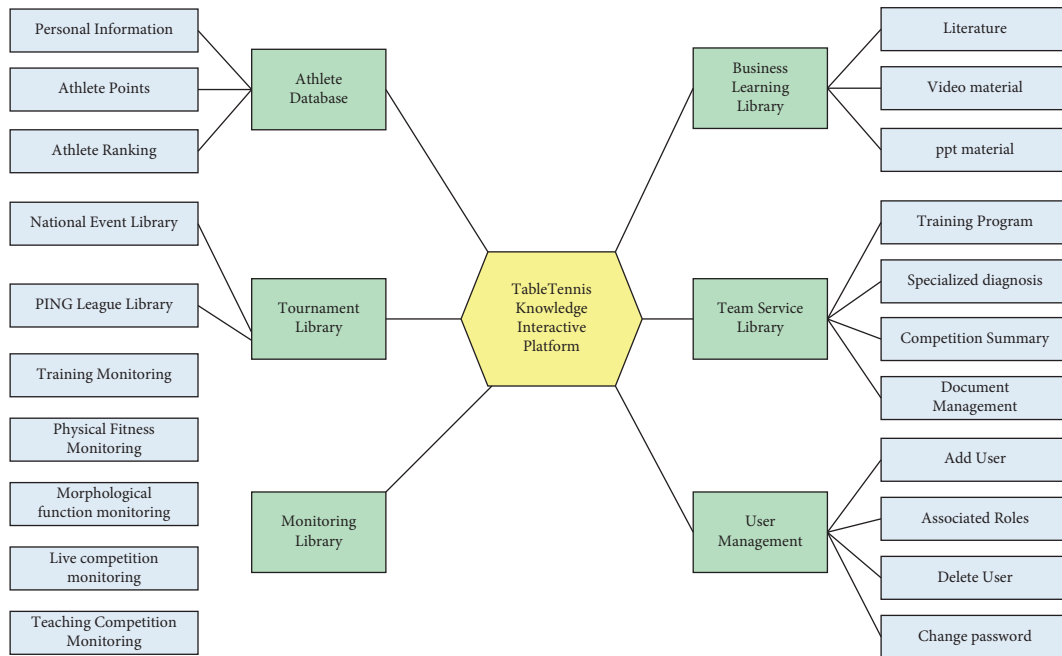 Personal Information
Athlete Points
Athlete Ranking
National Event Library
PING League Library
Training Monitoring
Physical Fitness
Monitoring
Morphological
function monitoring
Live competition
monitoring
Teaching Competition
Monitoring
Athlete
Database
Tournament
Library
Monitoring
Library
TableTennis
Knowledge
Interactive
Platform
Business
Learning
Library
Team Service
Library
User
Management
Literature
Video material
ppt material
Training Program
Specialized diagnosis
Competition Summary
Document
Management
Add User
Associated Roles
Delete User
Change password